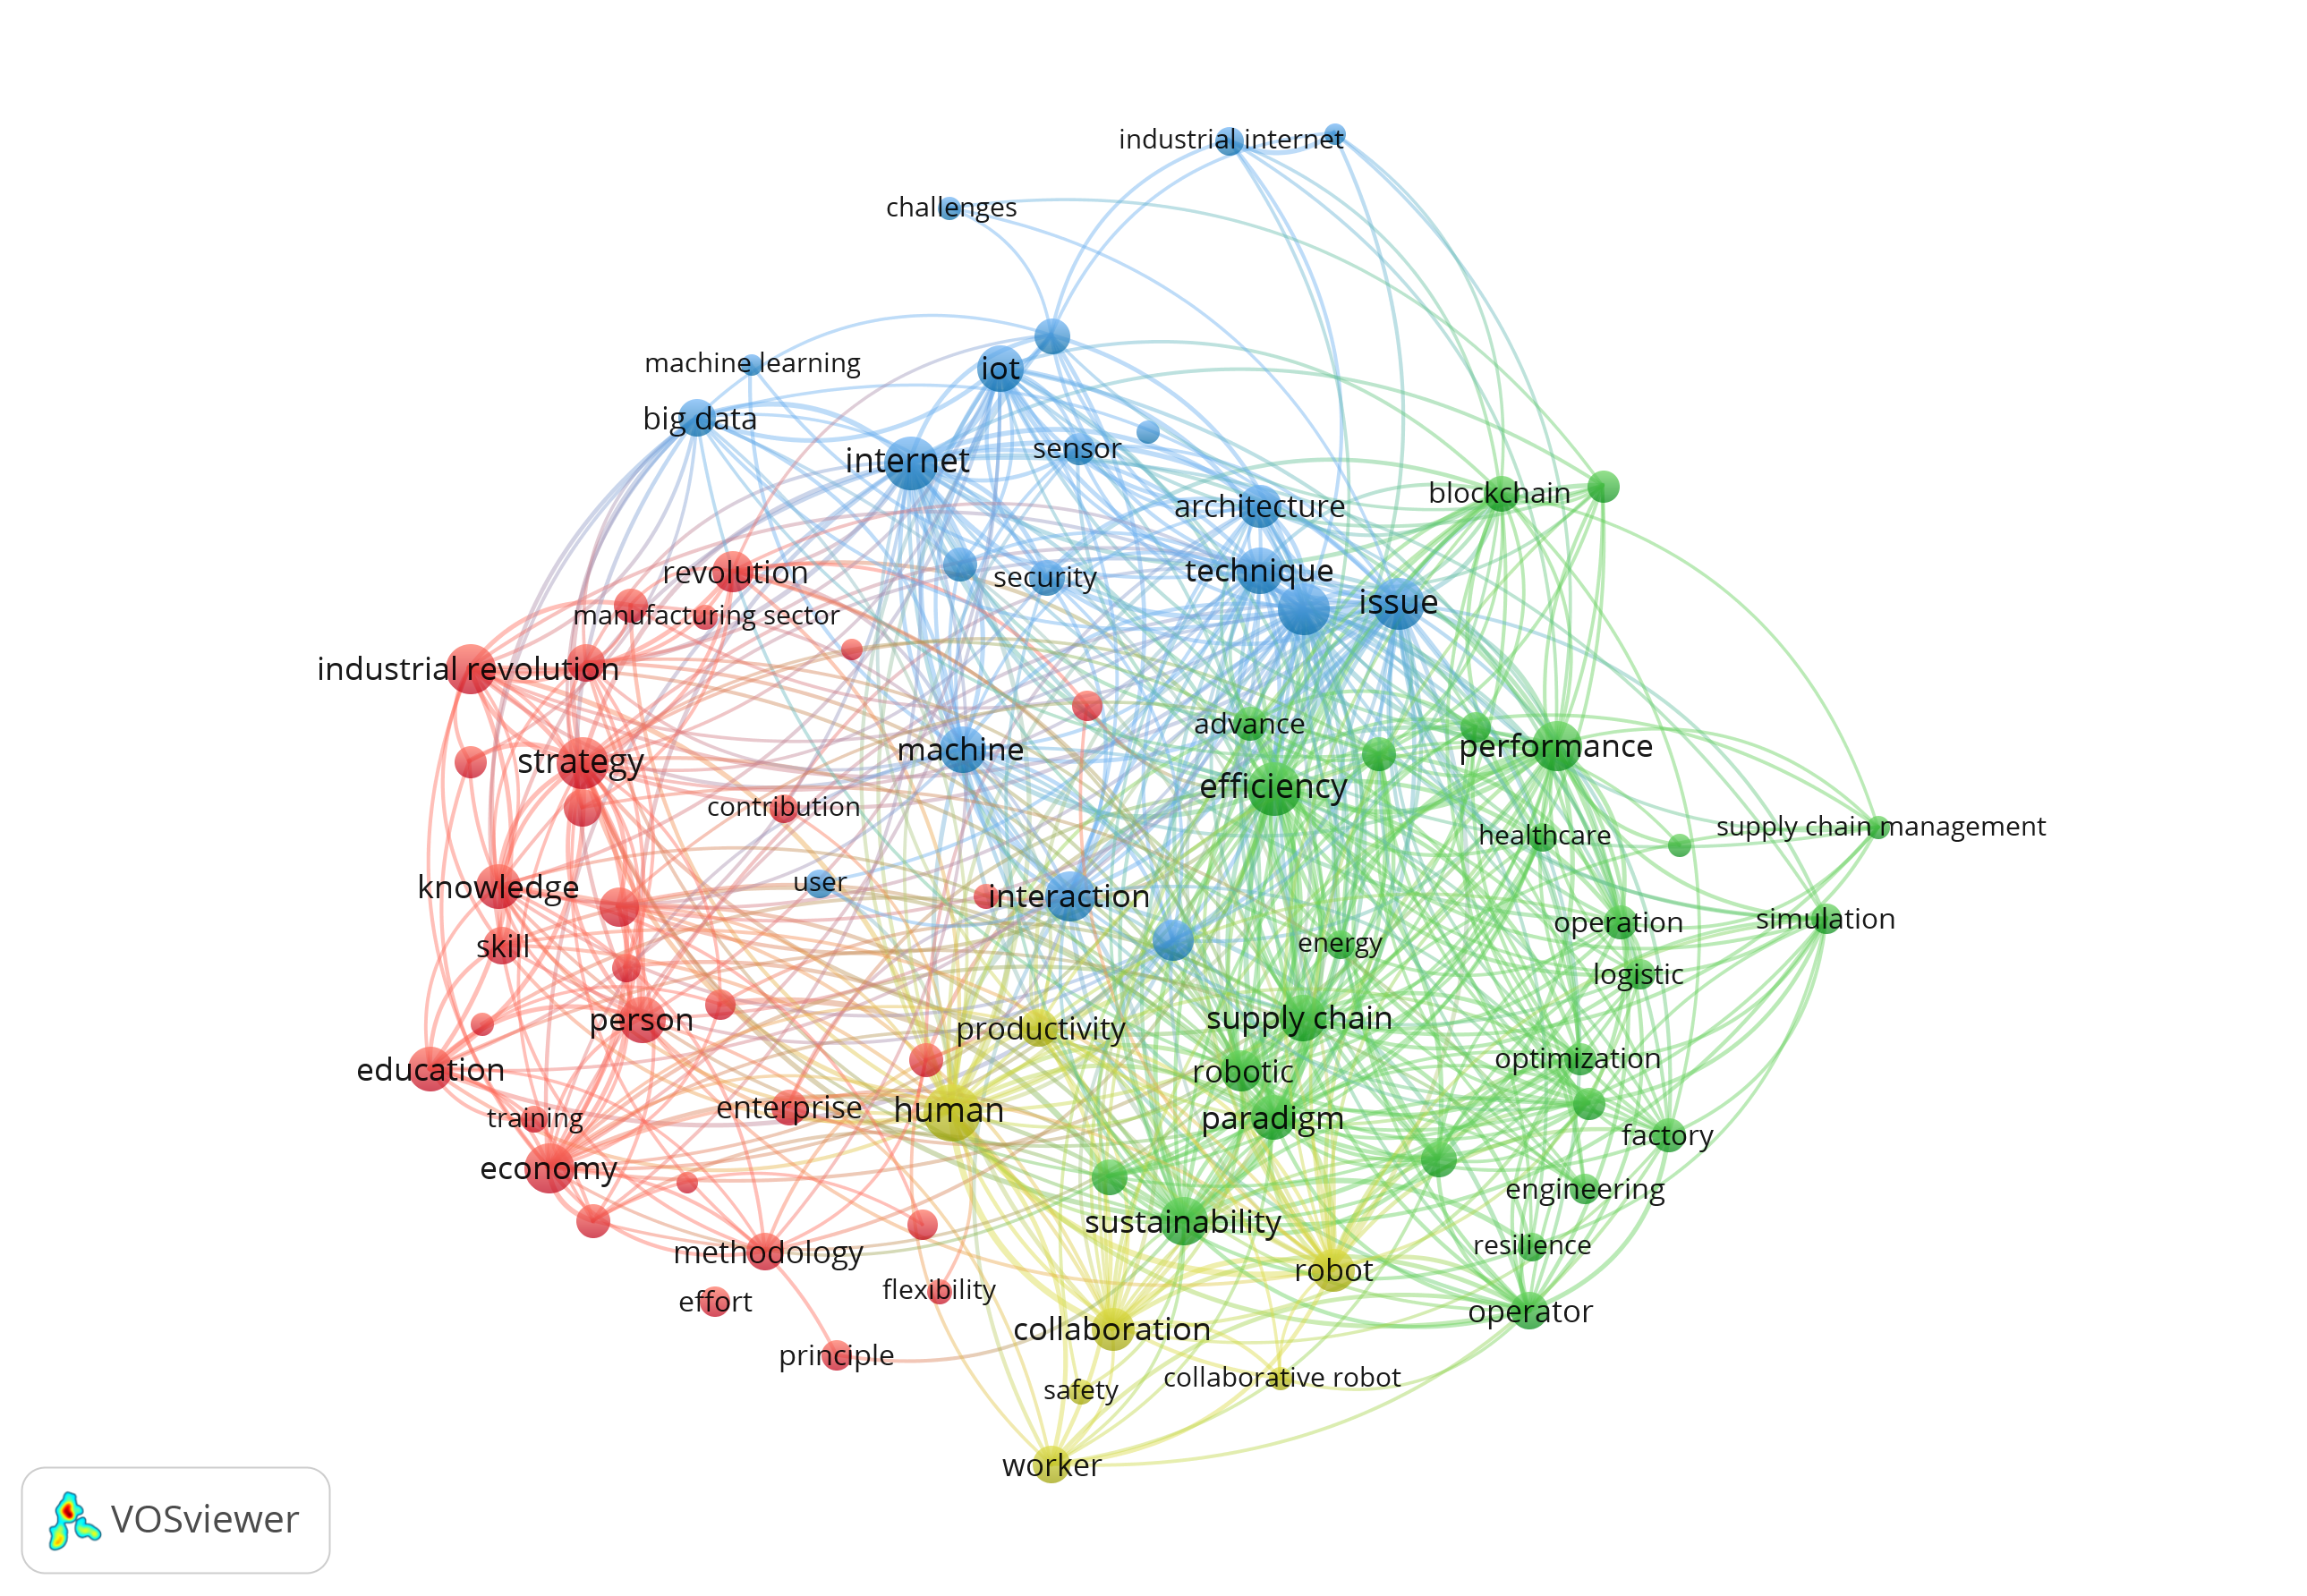 industrial internet
challenges
machine learning
iot
big data
sensor
internet
blockchain
architecture
revolution
security
technique
issue
manufacturing sector
industrial revolution
advance
performance
machine
strategy
efficiency
contribution
healthcare
supply chain management
user
knowledge
interaction
operation
simulation
skill
energy
logistic
person
productivity
supply chain
optimization
education
robotic
enterprise
human
training
paradigm
factory
economy
engineering
sustainability
methodology
resilience
robot
flexibility
effort
operator
collaboration
principle
collaborative robot
safety
worker
VOSviewer